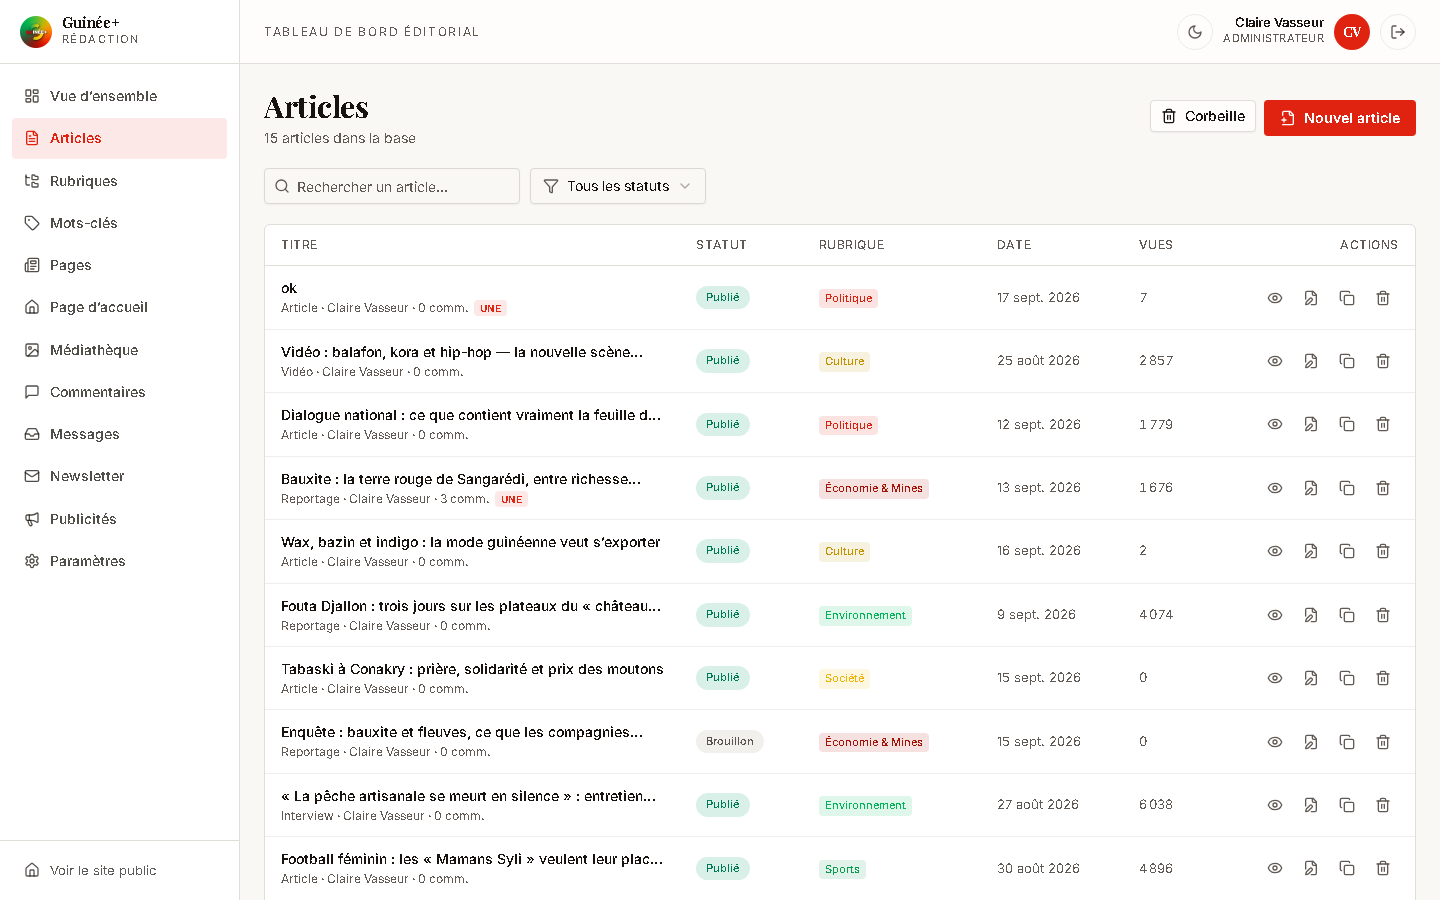 Guinée+
RÉDACTION
TABLEAU DE BORD ÉDITORIAL
Claire Vasseur
ADMINISTRATEUR
CV
Vue d’ensemble
Articles
Rubriques
Mots-clés
Pages
Page d’accueil
Médiathèque
Commentaires
Messages
Newsletter
Publicités
Paramètres
Voir le site public
Articles
15 articles dans la base
Corbeille
Nouvel article
Rechercher un article...
Tous les statuts
TITRE STATUT RUBRIQUE DATE VUES ACTIONS
ok
Article · Claire Vasseur · 0 comm. UNE
Publié Politique 17 sept. 2026 7
Vidéo : balafon, kora et hip-hop — la nouvelle scène...
Vidéo · Claire Vasseur · 0 comm.
Publié Culture 25 août 2026 2 857
Dialogue national : ce que contient vraiment la feuille d...
Article · Claire Vasseur · 0 comm.
Publié Politique 12 sept. 2026 1 779
Bauxite : la terre rouge de Sangarédi, entre richesse...
Reportage · Claire Vasseur · 3 comm. UNE
Publié Économie & Mines 13 sept. 2026 1 676
Wax, bazin et indigo : la mode guinéenne veut s’exporter
Article · Claire Vasseur · 0 comm.
Publié Culture 16 sept. 2026 2
Fouta Djallon : trois jours sur les plateaux du « château...
Reportage · Claire Vasseur · 0 comm.
Publié Environnement 9 sept. 2026 4 074
Tabaski à Conakry : prière, solidarité et prix des moutons
Article · Claire Vasseur · 0 comm.
Publié Société 15 sept. 2026 0
Enquête : bauxite et fleuves, ce que les compagnies...
Reportage · Claire Vasseur · 0 comm.
Brouillon Économie & Mines 15 sept. 2026 0
« La pêche artisanale se meurt en silence » : entretien...
Interview · Claire Vasseur · 0 comm.
Publié Environnement 27 août 2026 6 038
Football féminin : les « Mamans Syli » veulent leur plac...
Article · Claire Vasseur · 0 comm.
Publié Sports 30 août 2026 4 896